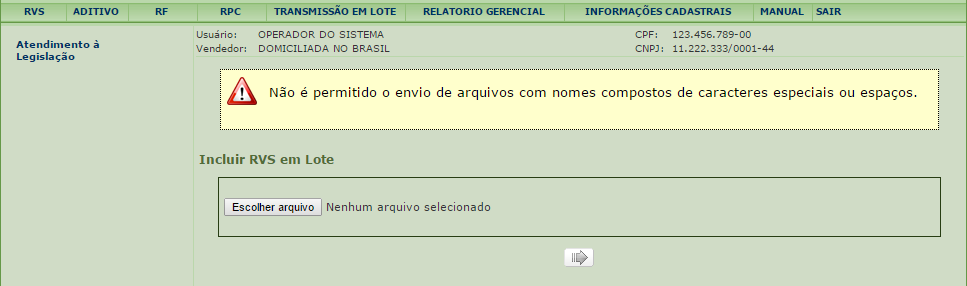 RVS ADITIVO RF RPC TRANSMISSÃO EM LOTE RELATORIO GERENCIAL INFORMAÇÕES CADASTRAIS MANUAL SAIR
Atendimento à
Legislação
Usuário: OPERADOR DO SISTEMA CPF: 123.456.789-00
Vendedor: DOMICILIADA NO BRASIL CNPJ: 11.222.333/0001-44
Não é permitido o envio de arquivos com nomes compostos de caracteres especiais ou espaços.
Incluir RVS em Lote
Escolher arquivo Nenhum arquivo selecionado